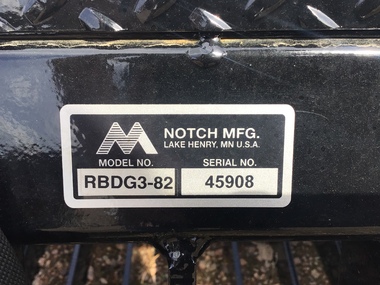 NOTCH MFG.
LAKE HENRY, MN U.S.A.
MODEL NO. SERIAL NO.
RBDG3-82 45908